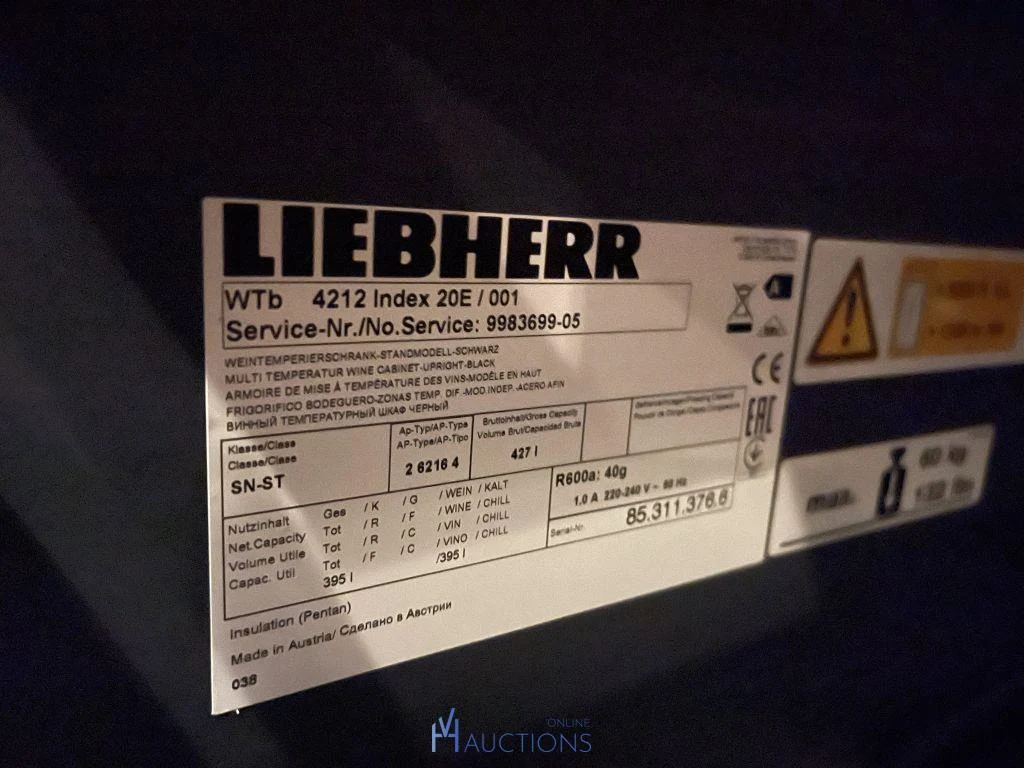 LIEBHERR
WTb 4212 Index 20E / 001
Service-Nr./No.Service: 9983699-05
A
WEINTEMPERIERSCHRANK-STANDMODELL-SCHWARZ
MULTI TEMPERATUR WINE CABINET-UPRIGHT-BLACK
ARMOIRE DE MISE À TEMPÉRATURE DES VINS-MODÈLE EN HAUT
FRIGORIFICO BODEGUERO-ZONAS TEMP. DIF.-MOD.INDEP.-ACERO AFIN
ВИННЫЙ ТЕМПЕРАТУРНЫЙ ШКАФ ЧЕРНЫЙ
CE
EAC
Klasse/Clase
Classe/Classe
SN-ST
Ap-Typ/AP-Type
AP-Type/AP-Tipo
2 6216 4
Bruttoinhalt/Gross Capacity
Volume Brut/Capacidad Bruta
427 l
Nutzinhalt Ges / K / G / WEIN / KALT
Net.Capacity Tot / R / F / WINE / CHILL
Volume Utile Tot / R / C / VIN / CHILL
Capac. Util Tot / F / C / VINO / CHILL
395 l /395 l
R600a: 40g
1.0 A 220-240 V ~ 50 Hz
Serial-Nr. 85.311.376.6
Insulation (Pentan)
Made in Austria/ Сделано в Австрии
038
max. 60 kg
H4 ONLINE
AUCTIONS